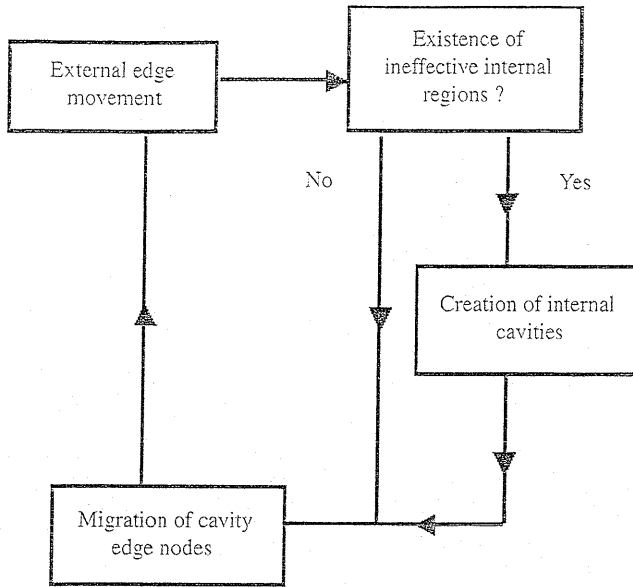 External edge
movement
Existence of
ineffective internal
regions ?
No
Yes
Creation of internal
cavities
Migration of cavity
edge nodes